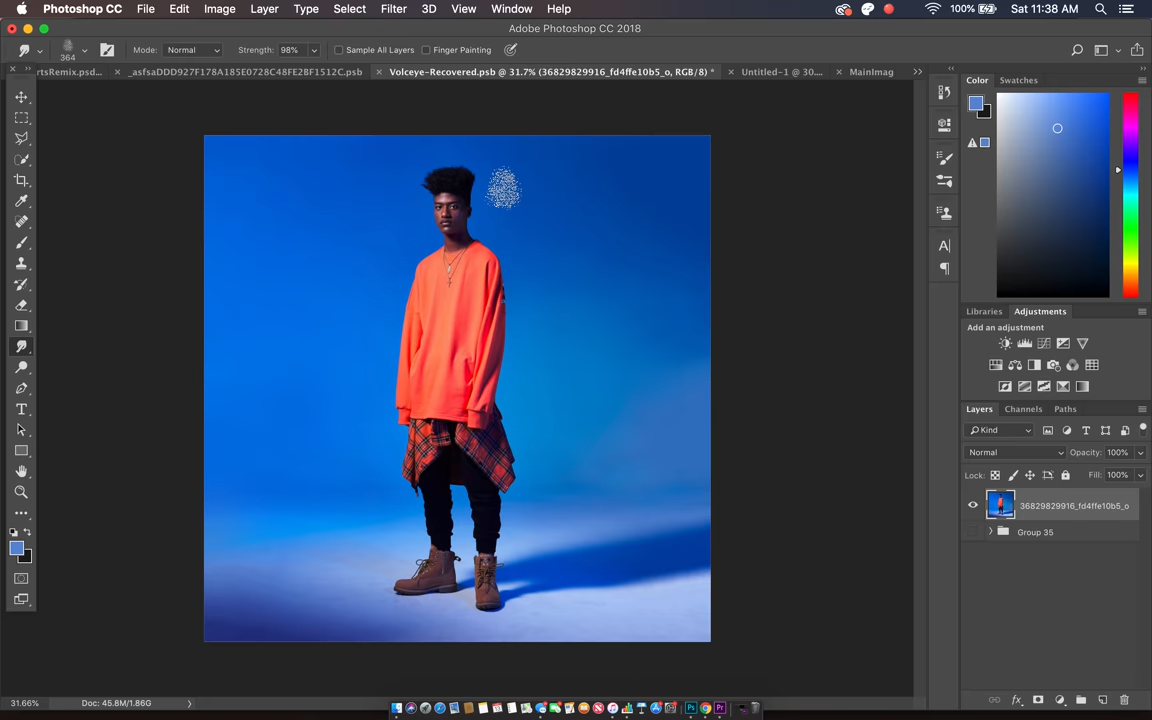 Photoshop CC File Edit Image Layer Type Select Filter 3D View Window Help 100% Sat 11:38 AM
Adobe Photoshop CC 2018
364 Mode: Normal Strength: 98% Sample All Layers Finger Painting
rtsRemix.psd... × _asfsaDDD927F178A185E0728C48FE2BF1512C.psb × Volceye-Recovered.psb @ 31.7% (36829829916_fd4ffe10b5_o, RGB/8) * × Untitled-1 @ 30.... × MainImag
Color Swatches
Libraries Adjustments
Add an adjustment
Layers Channels Paths
Kind
Normal Opacity: 100%
Lock: Fill: 100%
36829829916_fd4ffe10b5_o
Group 35
31.66% Doc: 45.8M/1.86G